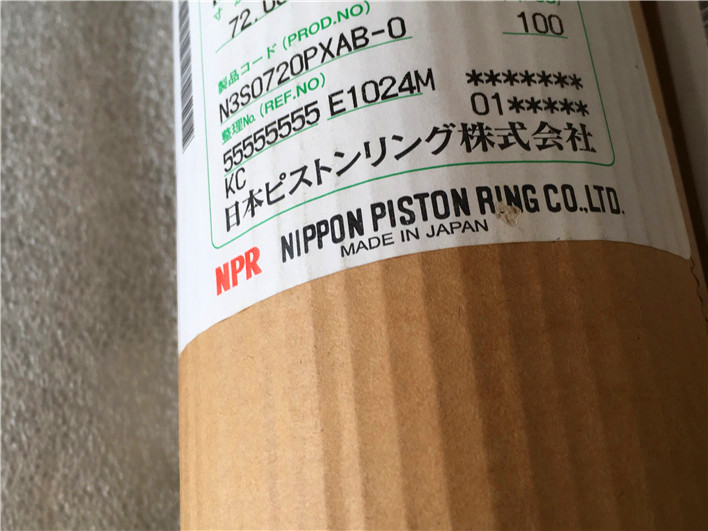 72.0
100
製品コード (PROD.NO)
N3S0720PXAB-0
整理No. (REF.NO)
55555555 E1024M
*******
01*****
KC
日本ピストンリング株式会社
NPR NIPPON PISTON RING CO.,LTD.
MADE IN JAPAN